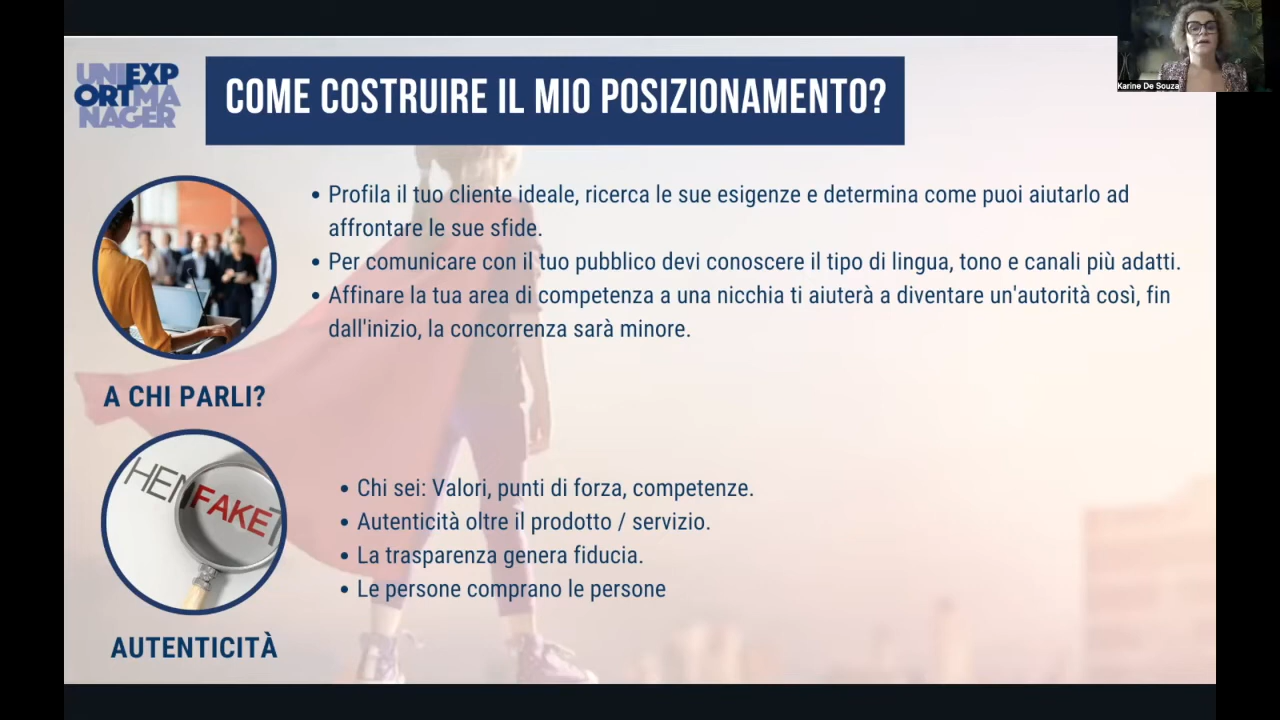 UNIEXP
ORTMA
NAGER
COME COSTRUIRE IL MIO POSIZIONAMENTO?
Karine De Souza
• Profila il tuo cliente ideale, ricerca le sue esigenze e determina come puoi aiutarlo ad
affrontare le sue sfide.
• Per comunicare con il tuo pubblico devi conoscere il tipo di lingua, tono e canali più adatti.
• Affinare la tua area di competenza a una nicchia ti aiuterà a diventare un'autorità così, fin
dall'inizio, la concorrenza sarà minore.
A CHI PARLI?
HEN FAKE T
• Chi sei: Valori, punti di forza, competenze.
• Autenticità oltre il prodotto / servizio.
• La trasparenza genera fiducia.
• Le persone comprano le persone
AUTENTICITÀ